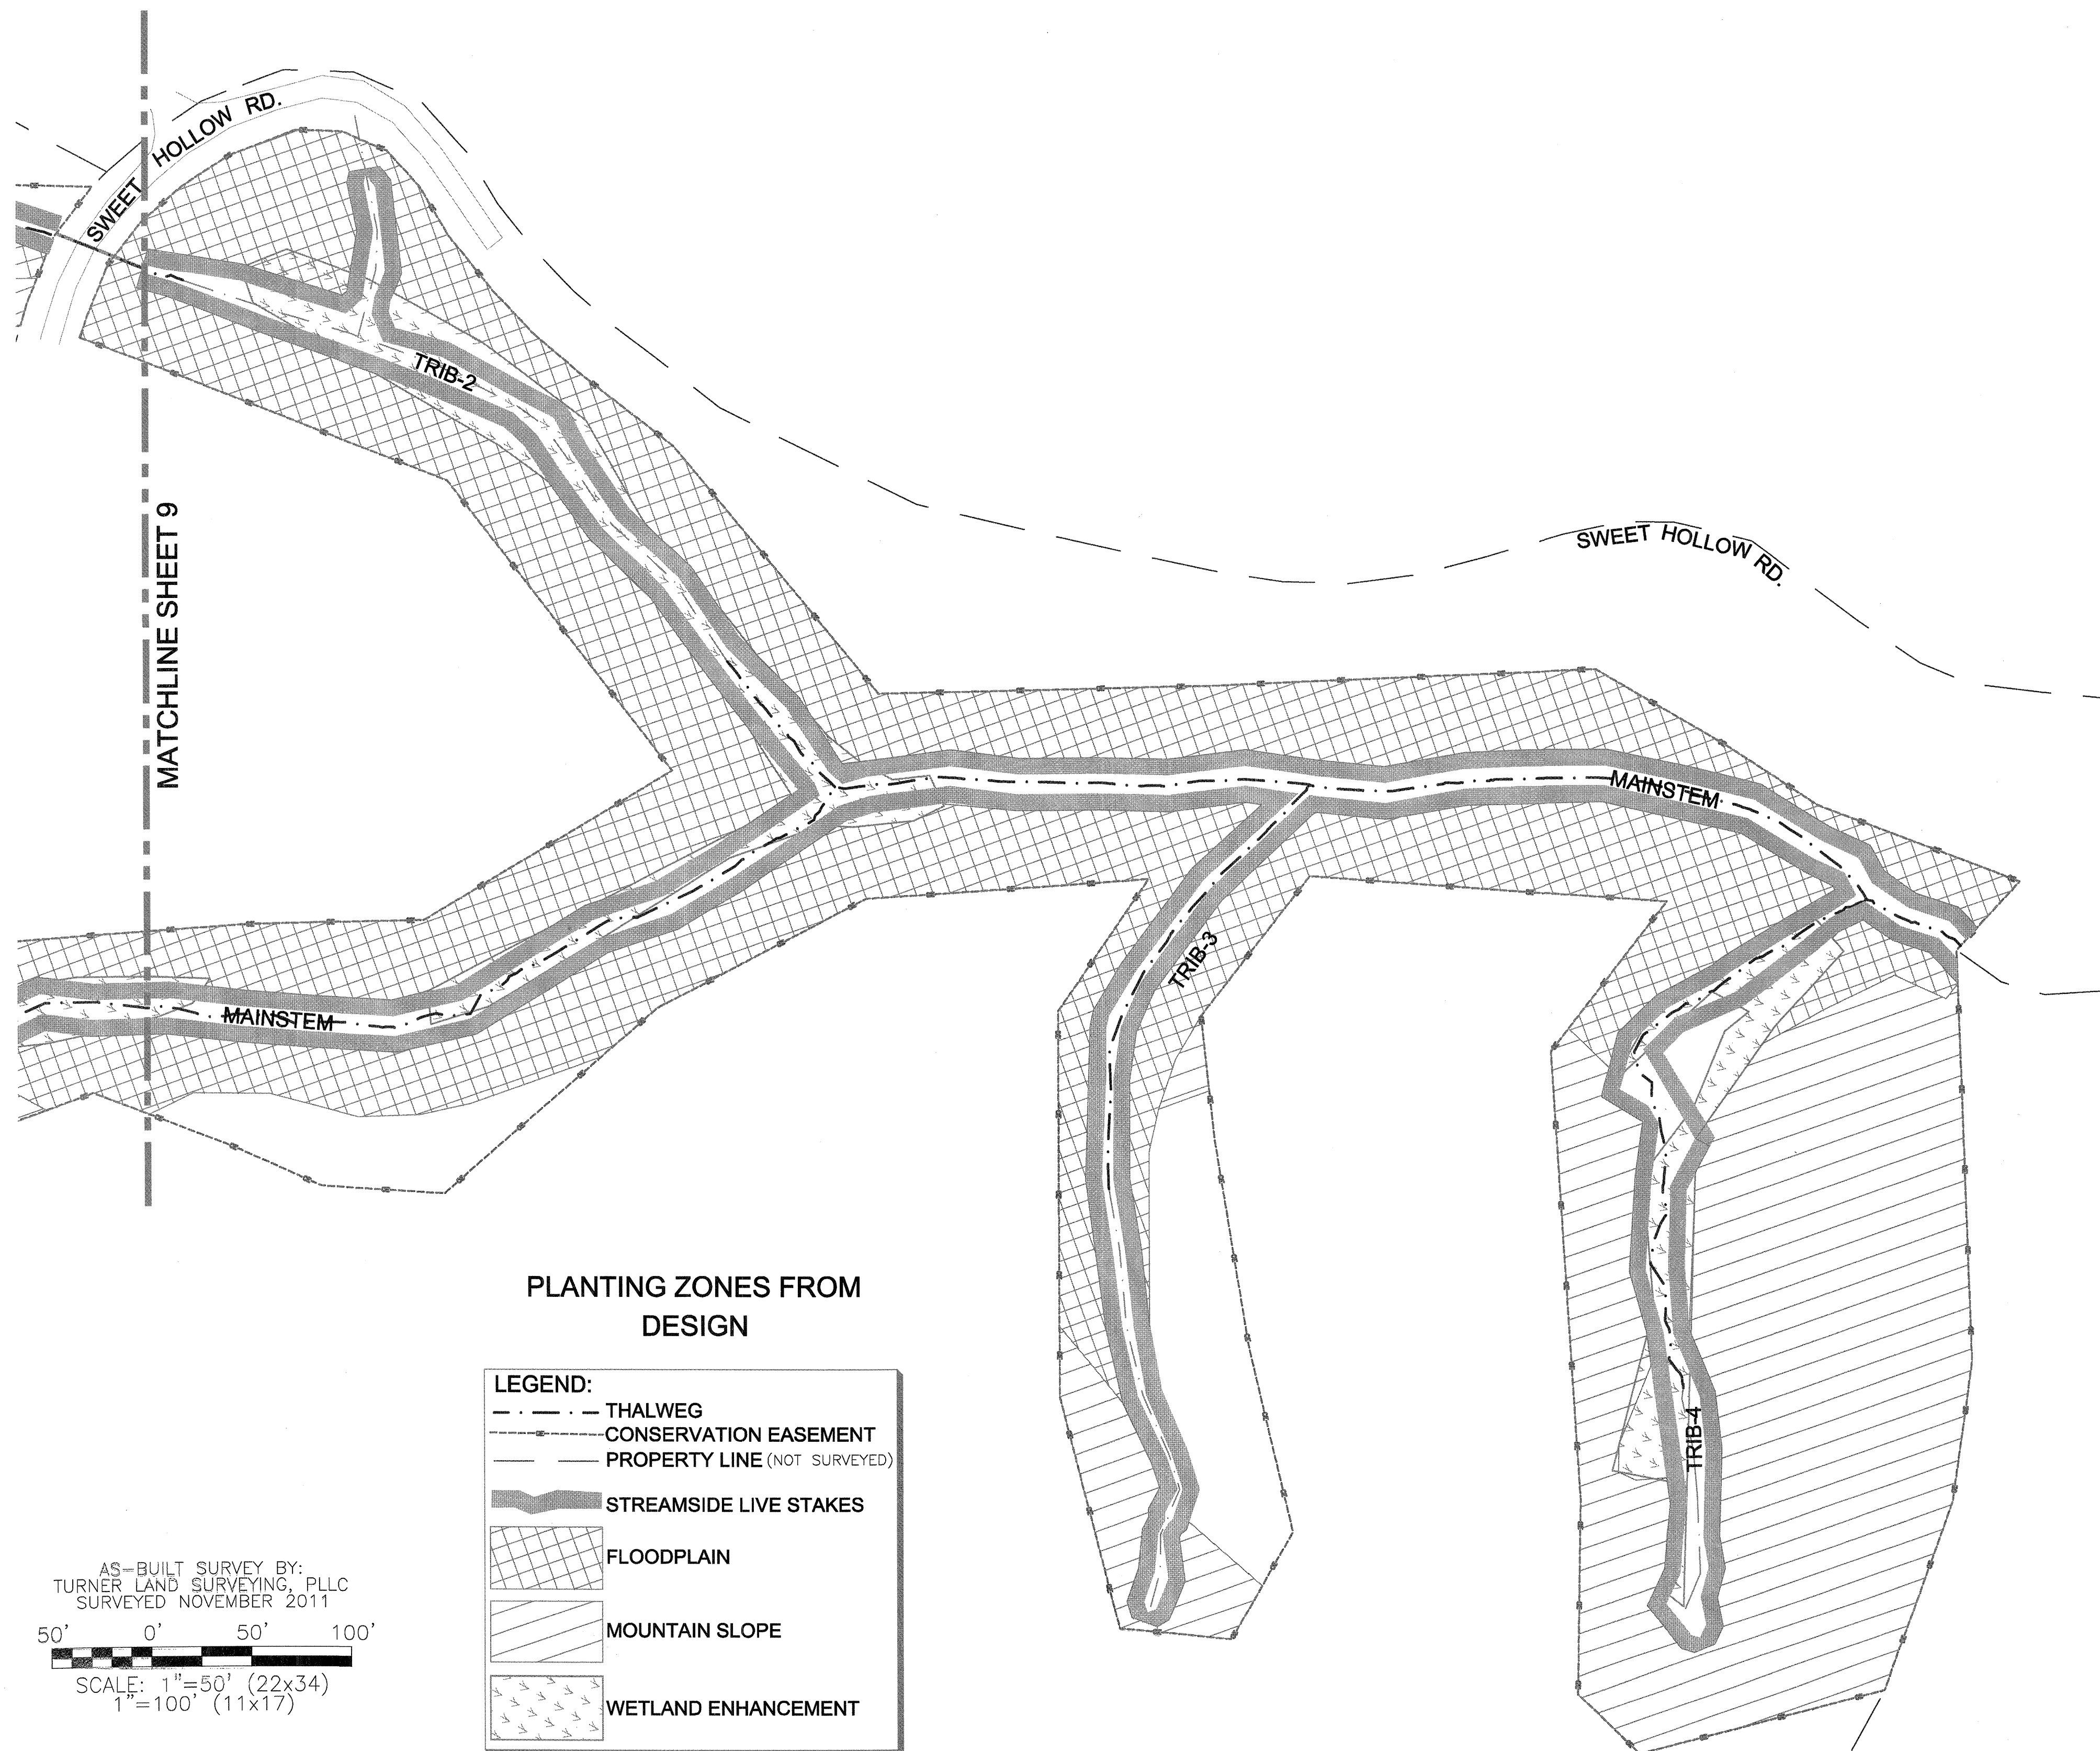 SWEET HOLLOW RD.
TRIB-2
MATCHLINE SHEET 9
SWEET HOLLOW RD.
MAINSTEM
TRIB-3
MAINSTEM
TRIB-4
PLANTING ZONES FROM
DESIGN
LEGEND:
THALWEG
CONSERVATION EASEMENT
PROPERTY LINE (NOT SURVEYED)
STREAMSIDE LIVE STAKES
FLOODPLAIN
MOUNTAIN SLOPE
WETLAND ENHANCEMENT
AS-BUILT SURVEY BY:
TURNER LAND SURVEYING, PLLC
SURVEYED NOVEMBER 2011
50' 0' 50' 100'
SCALE: 1"=50' (22x34)
1"=100' (11x17)